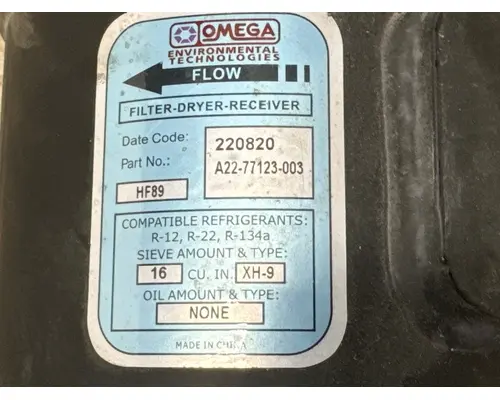 OMEGA
ENVIRONMENTAL
TECHNOLOGIES
FLOW
FILTER-DRYER-RECEIVER
Date Code: 220820
Part No.: A22-77123-003
HF89
COMPATIBLE REFRIGERANTS:
R-12, R-22, R-134a
SIEVE AMOUNT & TYPE:
16 CU. IN. XH-9
OIL AMOUNT & TYPE:
NONE
MADE IN CHINA